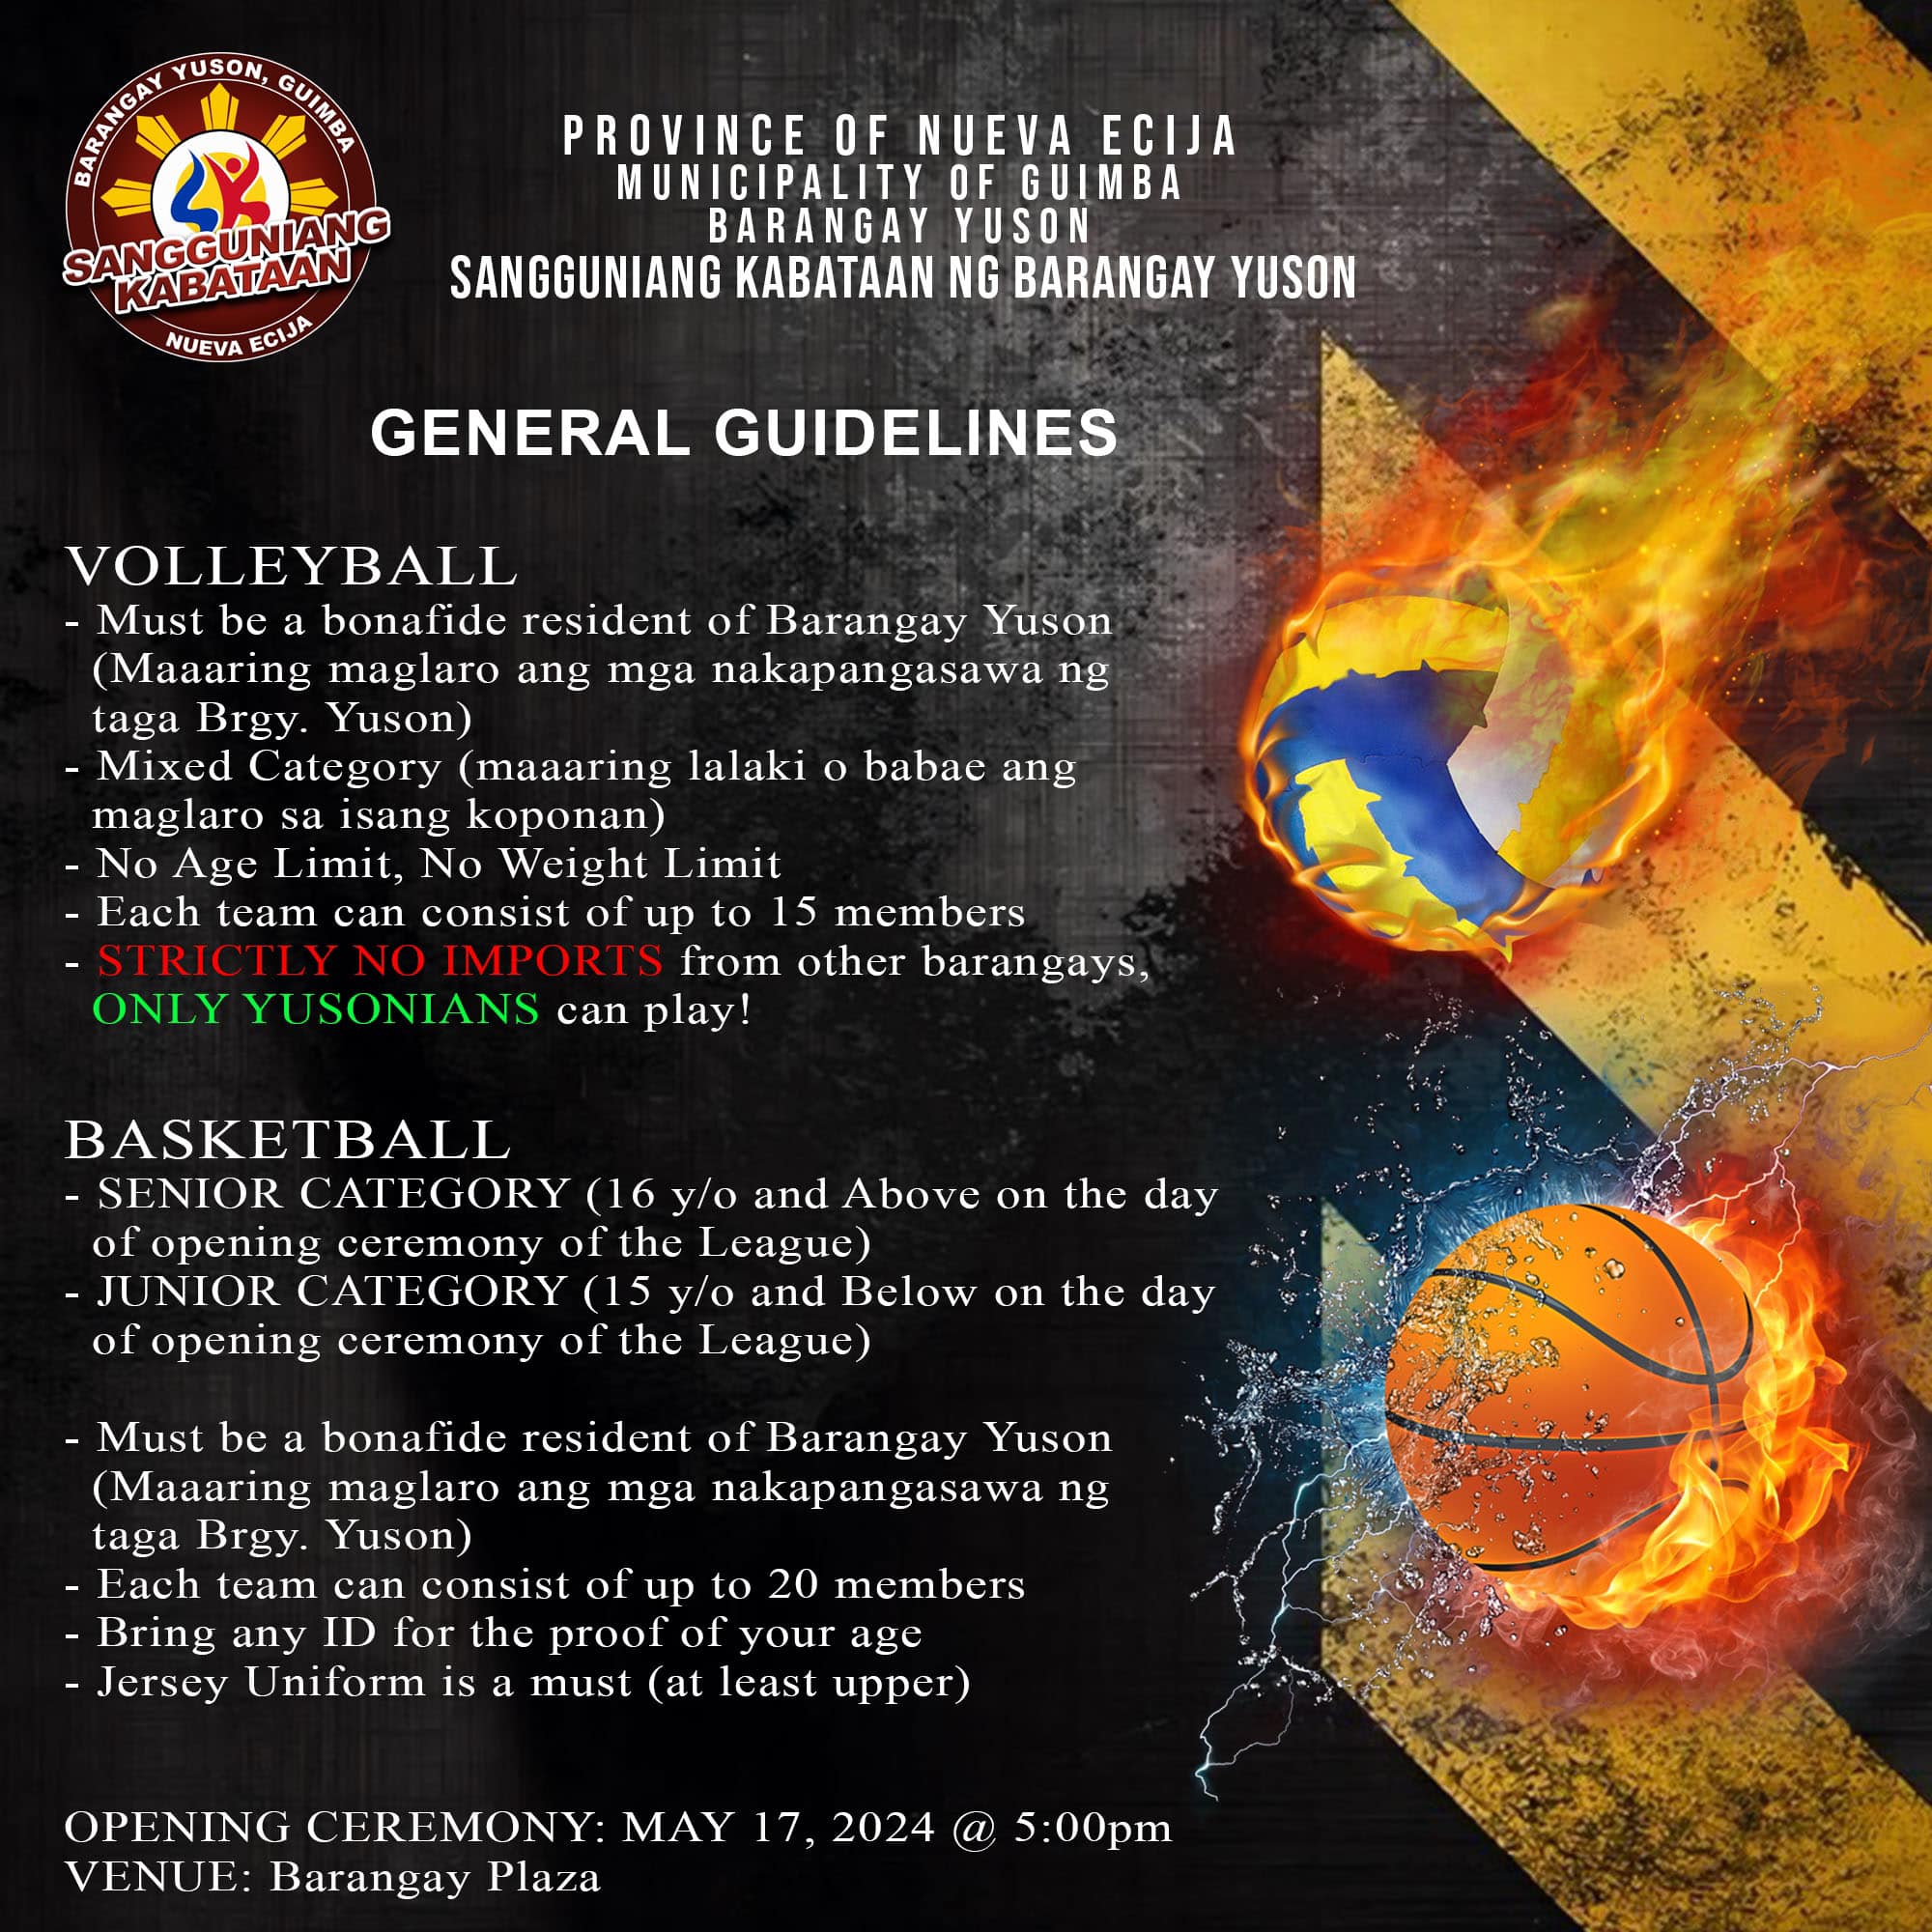 BARANGAY YUSON, GUIMBA
SANGGUNIANG
KABATAAN
NUEVA ECIJA
PROVINCE OF NUEVA ECIJA
MUNICIPALITY OF GUIMBA
BARANGAY YUSON
SANGGUNIANG KABATAAN NG BARANGAY YUSON
GENERAL GUIDELINES
VOLLEYBALL
- Must be a bonafide resident of Barangay Yuson
(Maaaring maglaro ang mga nakapangasawa ng
taga Brgy. Yuson)
- Mixed Category (maaaring lalaki o babae ang
maglaro sa isang koponan)
- No Age Limit, No Weight Limit
- Each team can consist of up to 15 members
- STRICTLY NO IMPORTS from other barangays,
ONLY YUSONIANS can play!
BASKETBALL
- SENIOR CATEGORY (16 y/o and Above on the day
of opening ceremony of the League)
- JUNIOR CATEGORY (15 y/o and Below on the day
of opening ceremony of the League)
- Must be a bonafide resident of Barangay Yuson
(Maaaring maglaro ang mga nakapangasawa ng
taga Brgy. Yuson)
- Each team can consist of up to 20 members
- Bring any ID for the proof of your age
- Jersey Uniform is a must (at least upper)
OPENING CEREMONY: MAY 17, 2024 @ 5:00pm
VENUE: Barangay Plaza